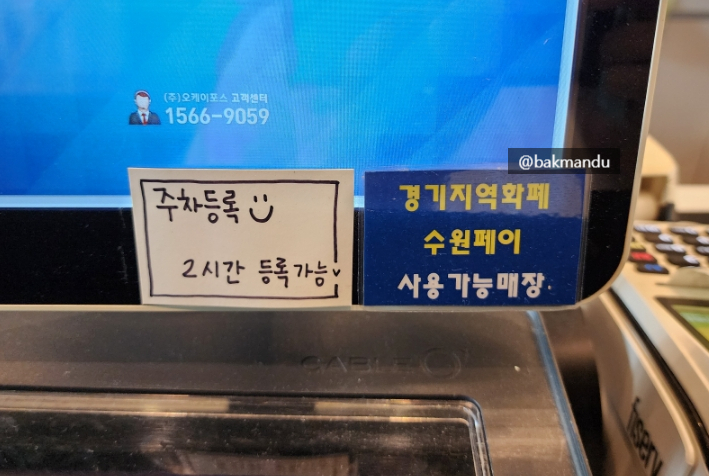 (주)오케이포스 고객센터
1566-9059
@bakmandu
주차등록
2시간 등록가능
경기지역화폐
수원페이
사용가능매장
fiserv